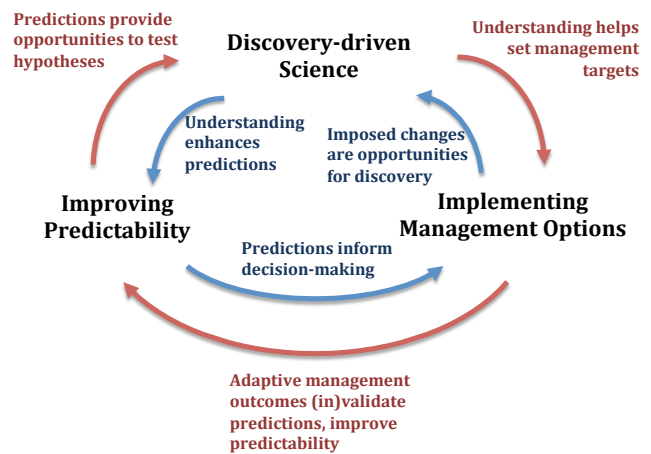 Predictions provide
opportunities to test
hypotheses
Discovery-driven
Science
Understanding helps
set management
targets
Understanding
enhances
predictions
Imposed changes
are opportunities
for discovery
Improving
Predictability
Implementing
Management Options
Predictions inform
decision-making
Adaptive management
outcomes (in)validate
predictions, improve
predictability